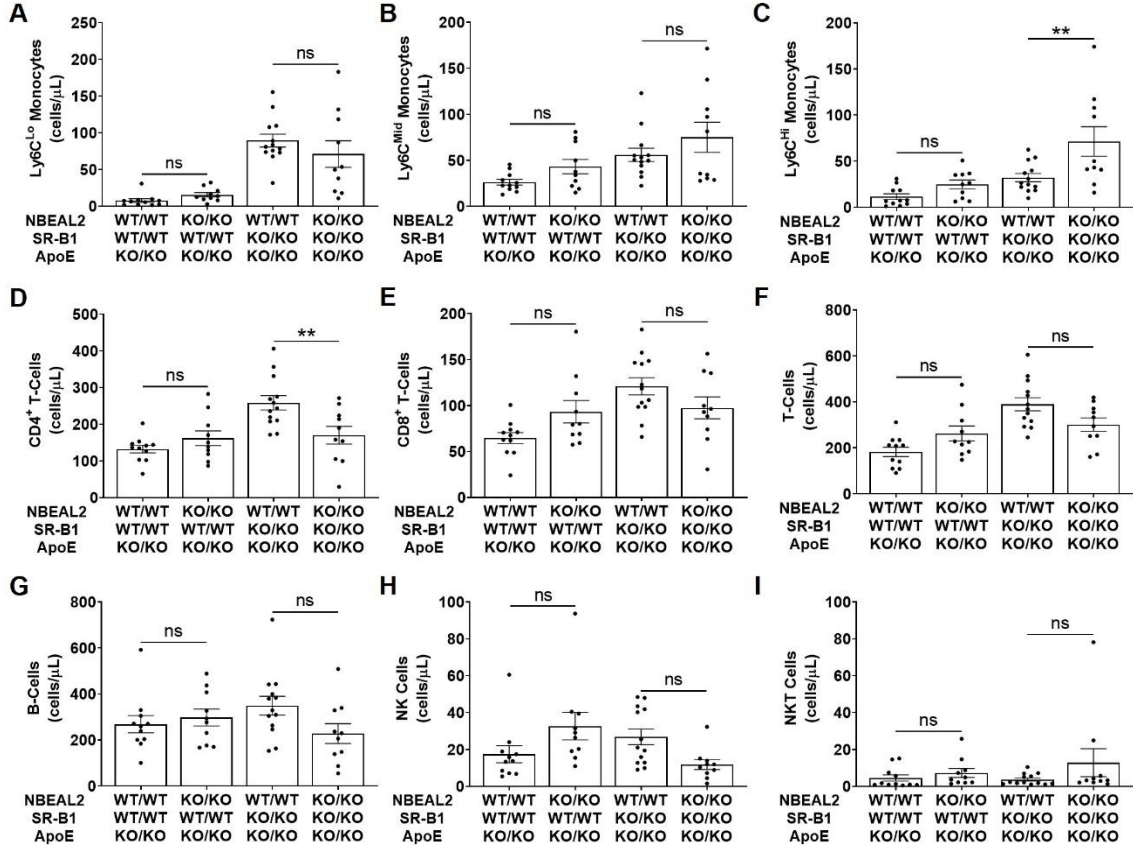 A
Ly6CLo Monocytes
(cells/μL)
250
200
150
100
50
0
ns
ns
NBEAL2 WT/WT KO/KO WT/WT KO/KO
SR-B1 WT/WT WT/WT KO/KO KO/KO
ApoE KO/KO KO/KO KO/KO KO/KO
B
Ly6CMid Monocytes
(cells/μL)
200
150
100
50
0
ns
ns
NBEAL2 WT/WT KO/KO WT/WT KO/KO
SR-B1 WT/WT WT/WT KO/KO KO/KO
ApoE KO/KO KO/KO KO/KO KO/KO
C
Ly6CHi Monocytes
(cells/μL)
200
150
100
50
0
ns
**
NBEAL2 WT/WT KO/KO WT/WT KO/KO
SR-B1 WT/WT WT/WT KO/KO KO/KO
ApoE KO/KO KO/KO KO/KO KO/KO
D
CD4+ T-Cells
(cells/μL)
500
400
300
200
100
0
ns
**
NBEAL2 WT/WT KO/KO WT/WT KO/KO
SR-B1 WT/WT WT/WT KO/KO KO/KO
ApoE KO/KO KO/KO KO/KO KO/KO
E
CD8+ T-Cells
(cells/μL)
200
150
100
50
0
ns
ns
NBEAL2 WT/WT KO/KO WT/WT KO/KO
SR-B1 WT/WT WT/WT KO/KO KO/KO
ApoE KO/KO KO/KO KO/KO KO/KO
F
T-Cells
(cells/μL)
800
600
400
200
0
ns
ns
NBEAL2 WT/WT KO/KO WT/WT KO/KO
SR-B1 WT/WT WT/WT KO/KO KO/KO
ApoE KO/KO KO/KO KO/KO KO/KO
G
B-Cells
(cells/μL)
800
600
400
200
0
ns
ns
NBEAL2 WT/WT KO/KO WT/WT KO/KO
SR-B1 WT/WT WT/WT KO/KO KO/KO
ApoE KO/KO KO/KO KO/KO KO/KO
H
NK Cells
(cells/μL)
100
80
60
40
20
0
ns
ns
NBEAL2 WT/WT KO/KO WT/WT KO/KO
SR-B1 WT/WT WT/WT KO/KO KO/KO
ApoE KO/KO KO/KO KO/KO KO/KO
I
NKT Cells
(cells/μL)
100
80
60
40
20
0
ns
ns
NBEAL2 WT/WT KO/KO WT/WT KO/KO
SR-B1 WT/WT WT/WT KO/KO KO/KO
ApoE KO/KO KO/KO KO/KO KO/KO